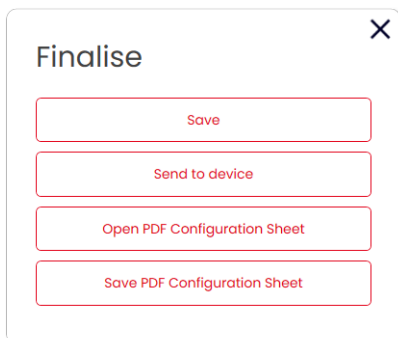 Finalise
Save
Send to device
Open PDF Configuration Sheet
Save PDF Configuration Sheet